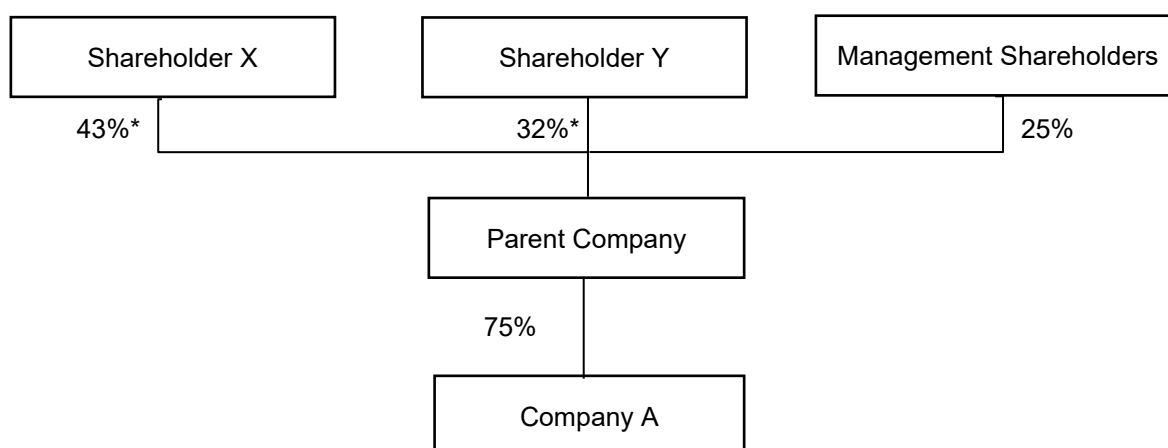 Shareholder X
Shareholder Y
Management Shareholders
43%*
32%*
25%
Parent Company
75%
Company A